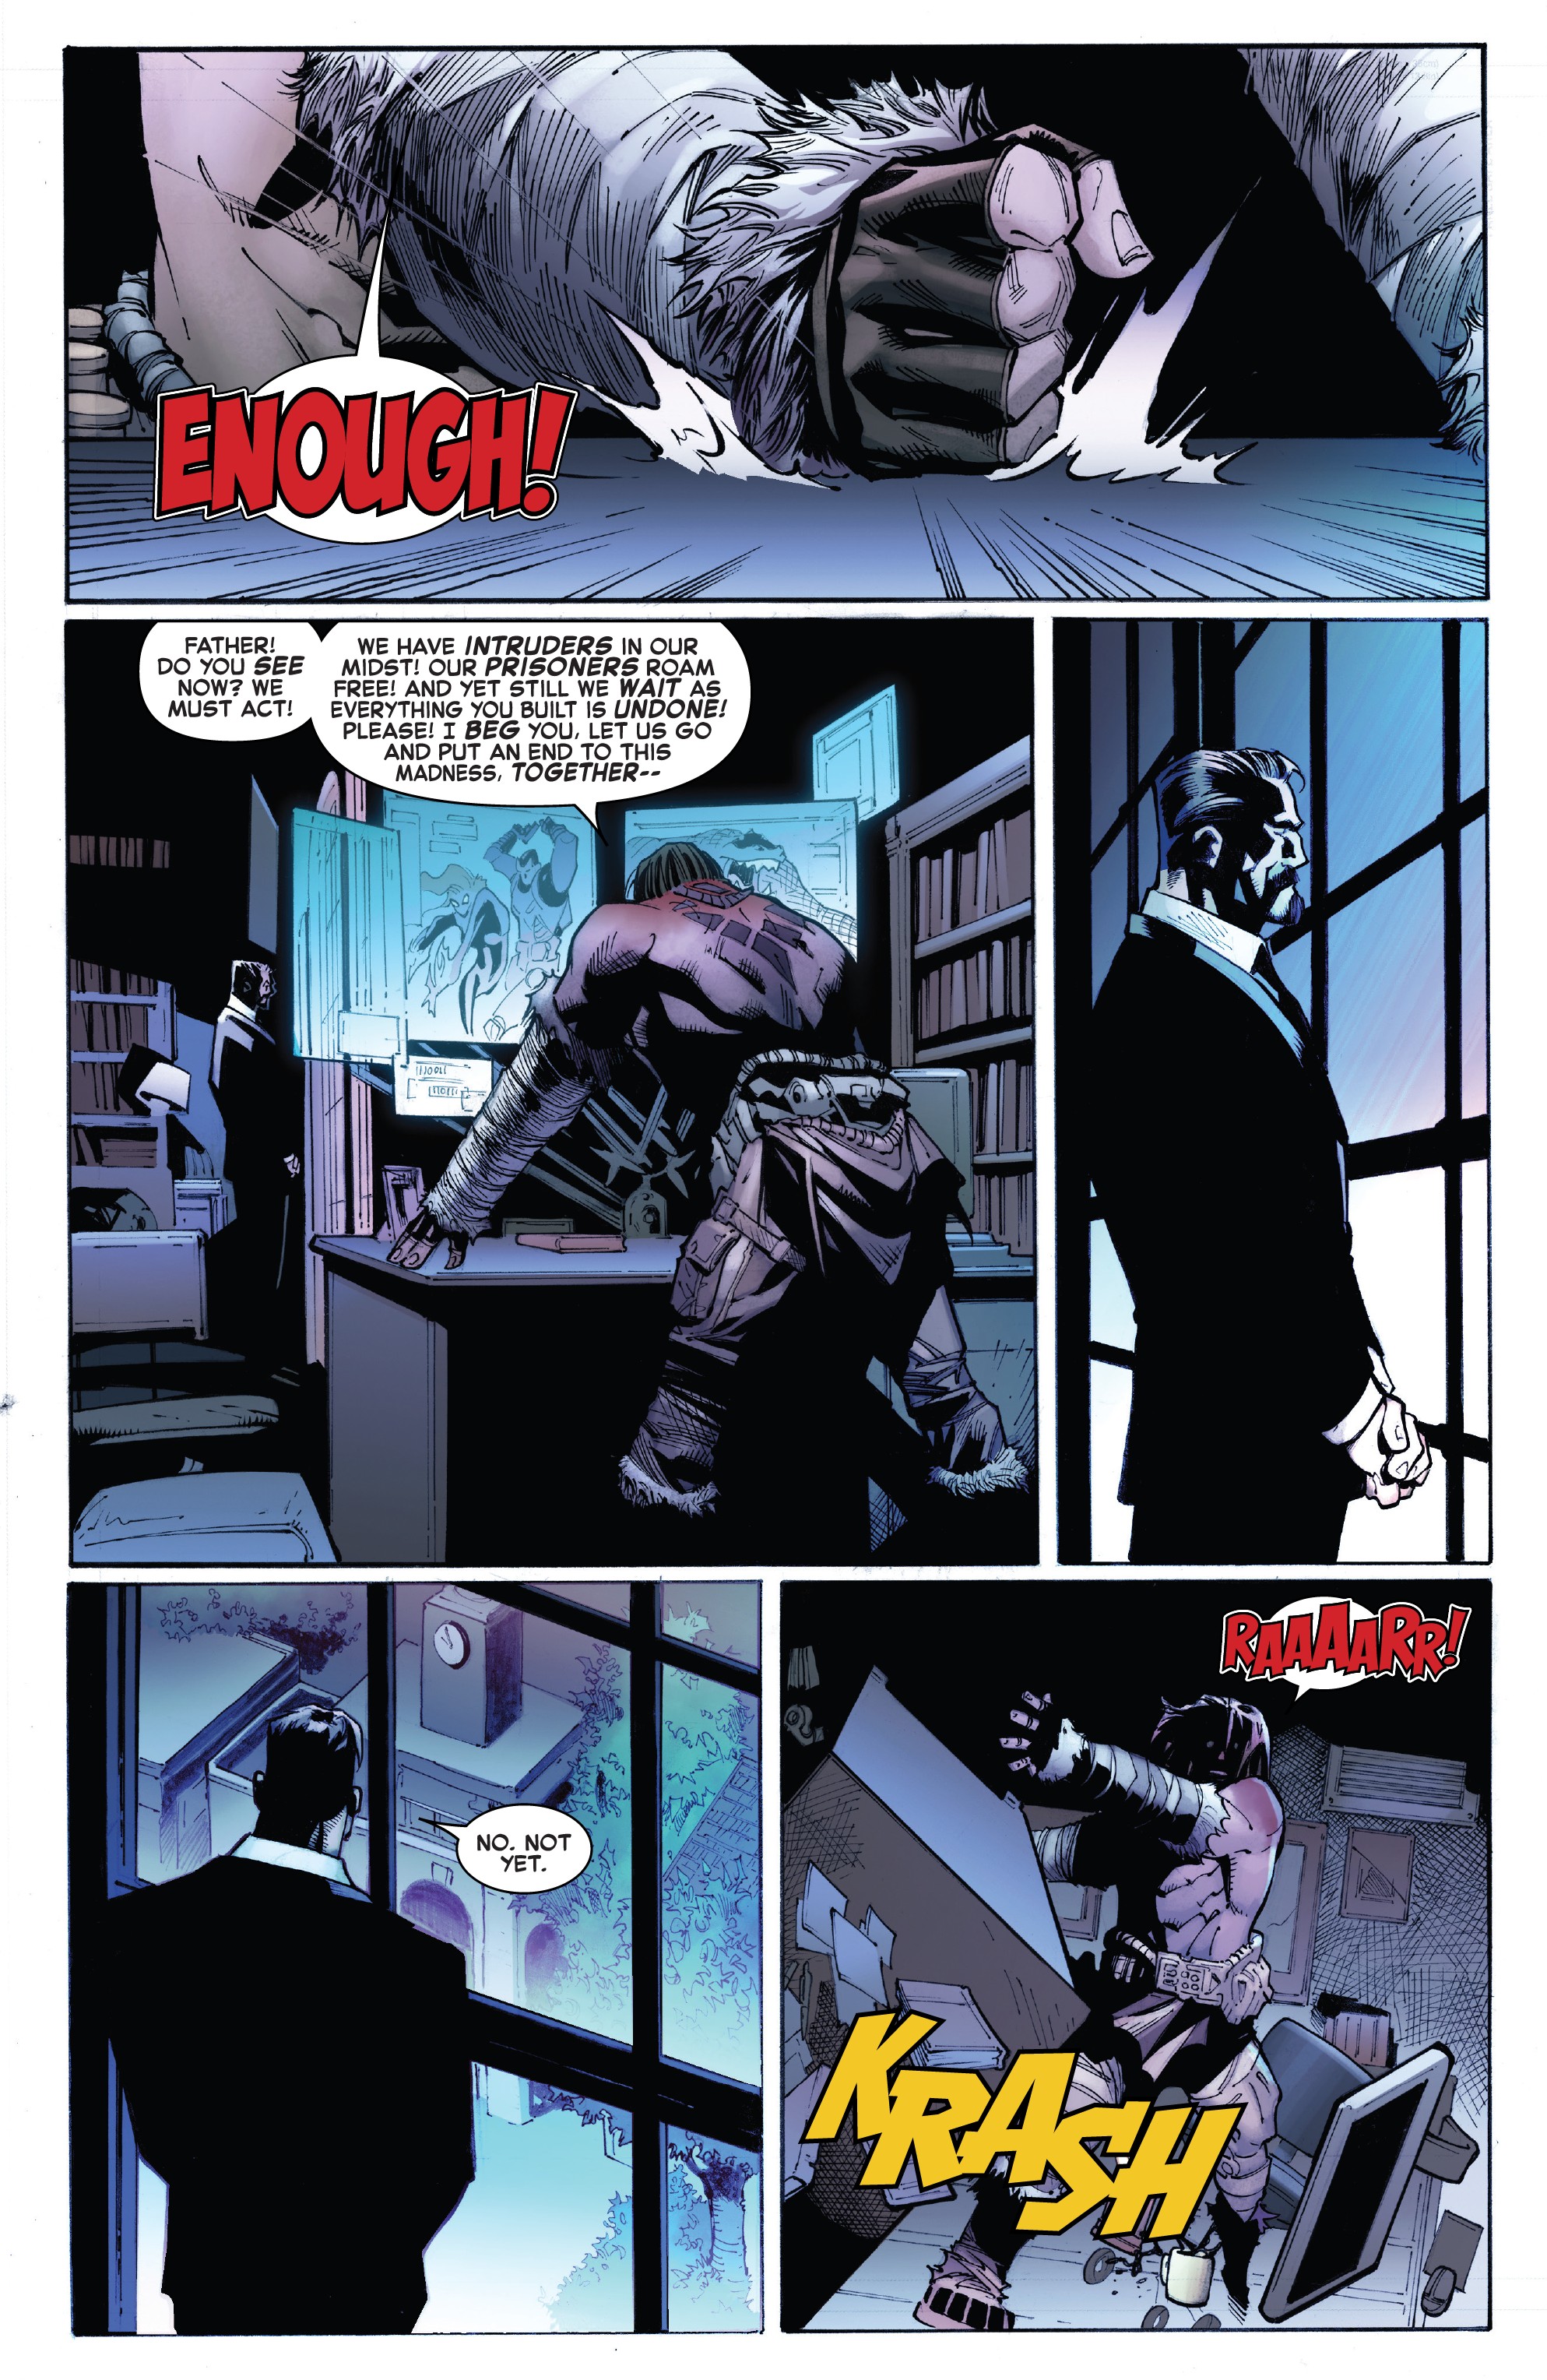 ENOUGH!
FATHER!
DO YOU SEE
NOW? WE
MUST ACT!
WE HAVE INTRUDERS IN OUR
MIDST! OUR PRISONERS ROAM
FREE! AND YET STILL WE WAIT AS
EVERYTHING YOU BUILT IS UNDONE!
PLEASE! I BEG YOU, LET US GO
AND PUT AN END TO THIS
MADNESS, TOGETHER--
NO. NOT
YET.
RAAAARR!
KRASH